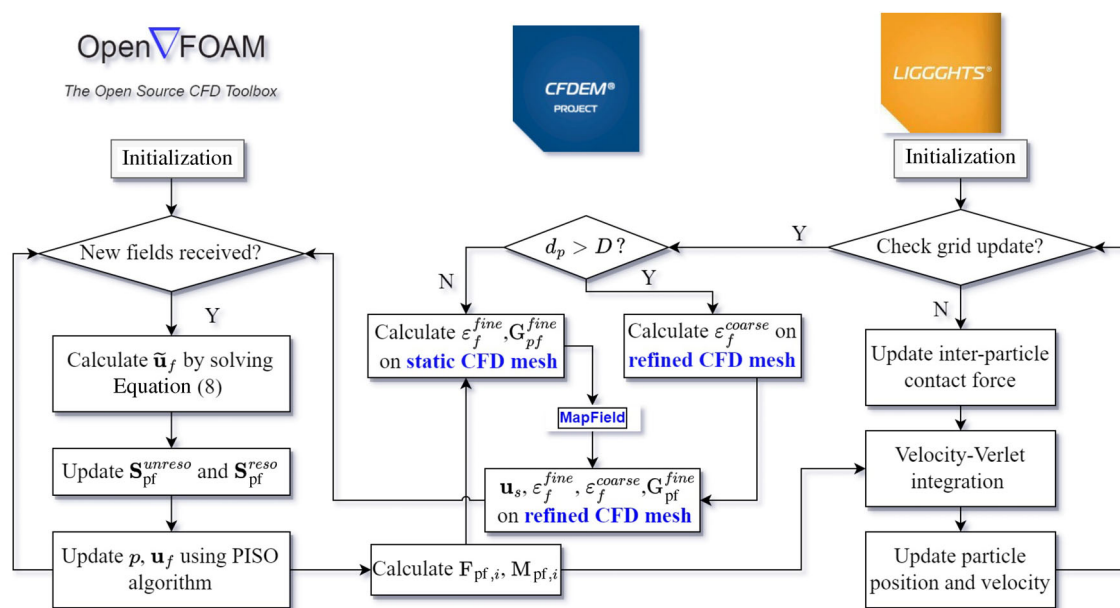 Open▽FOAM
The Open Source CFD Toolbox
CFDEM®
PROJECT
LIGGGHTS®
Initialization
New fields received?
Y
Calculate ũ_f by solving
Equation (8)
Update S_pf^unreso and S_pf^reso
Update p, u_f using PISO
algorithm
d_p > D?
N
Y
Calculate ε_f^fine, G_pf^fine
on static CFD mesh
Calculate ε_f^coarse on
refined CFD mesh
MapField
u_s, ε_f^fine, ε_f^coarse, G_pf^fine
on refined CFD mesh
Calculate F_pf,i, M_pf,i
Initialization
Y
Check grid update?
N
Update inter-particle
contact force
Velocity-Verlet
integration
Update particle
position and velocity